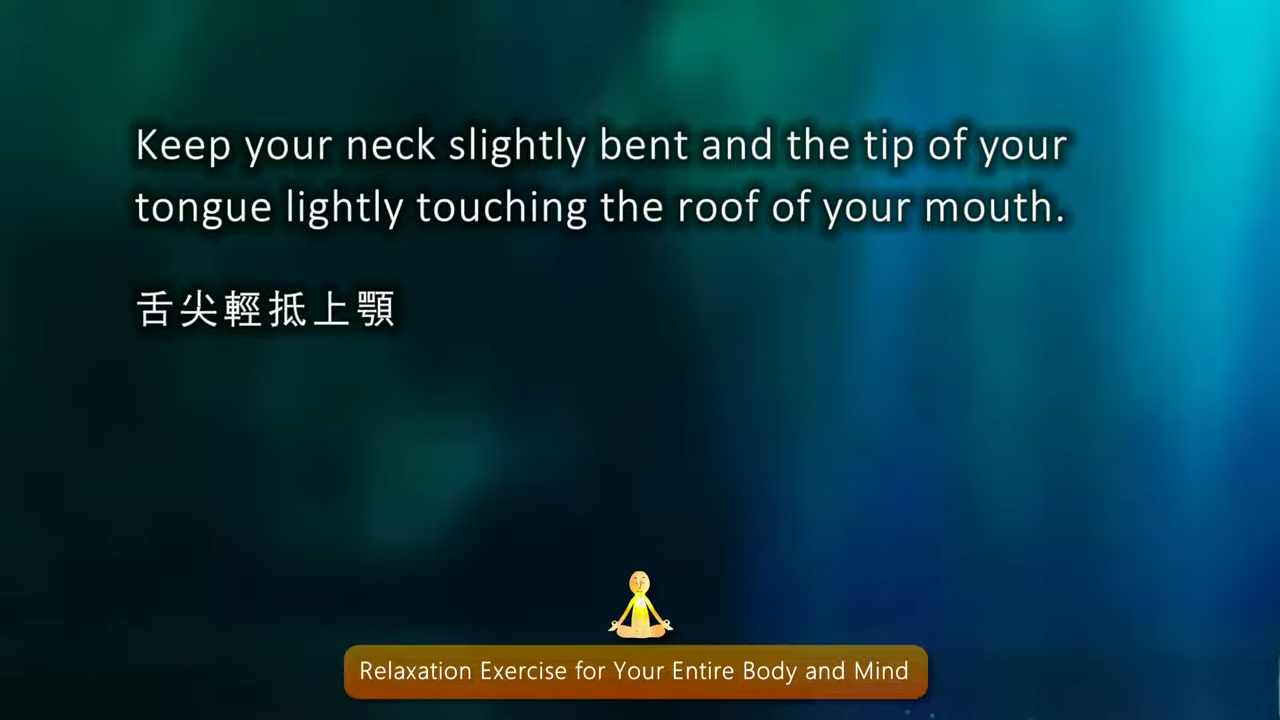 Keep your neck slightly bent and the tip of your
tongue lightly touching the roof of your mouth.
舌尖輕抵上顎
Relaxation Exercise for Your Entire Body and Mind